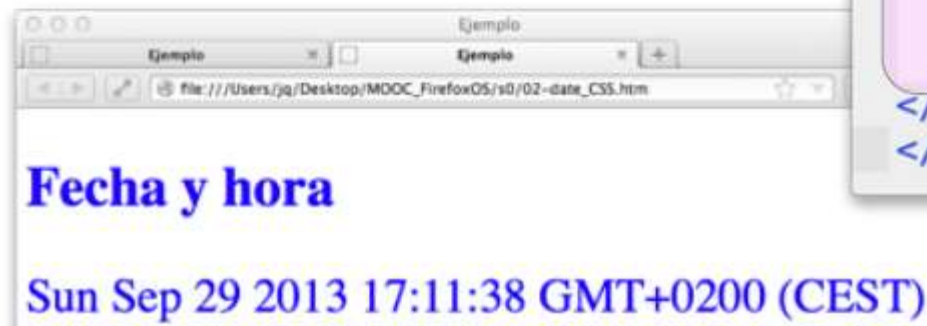 Ejemplo
Ejemplo Ejemplo
file:///Users/jq/Desktop/MOOC_FirefoxOS/s0/02-date_CSS.htm
</
</
Fecha y hora
Sun Sep 29 2013 17:11:38 GMT+0200 (CEST)